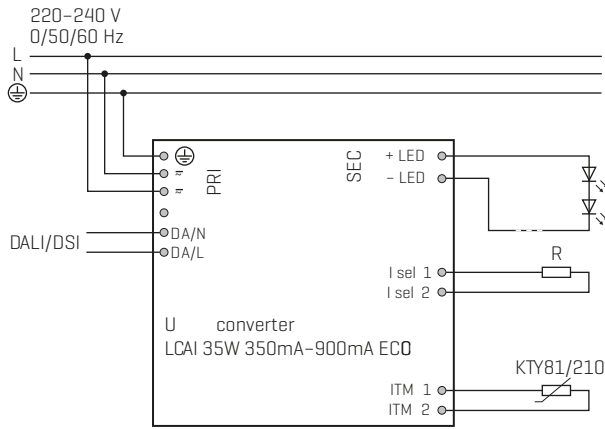 220–240 V
0/50/60 Hz
L
N
PRI
SEC
+ LED
– LED
DALI/DSI
DA/N
DA/L
I sel 1
I sel 2
R
U converter
LCAI 35W 350mA–900mA ECO
KTY81/210
ITM 1
ITM 2